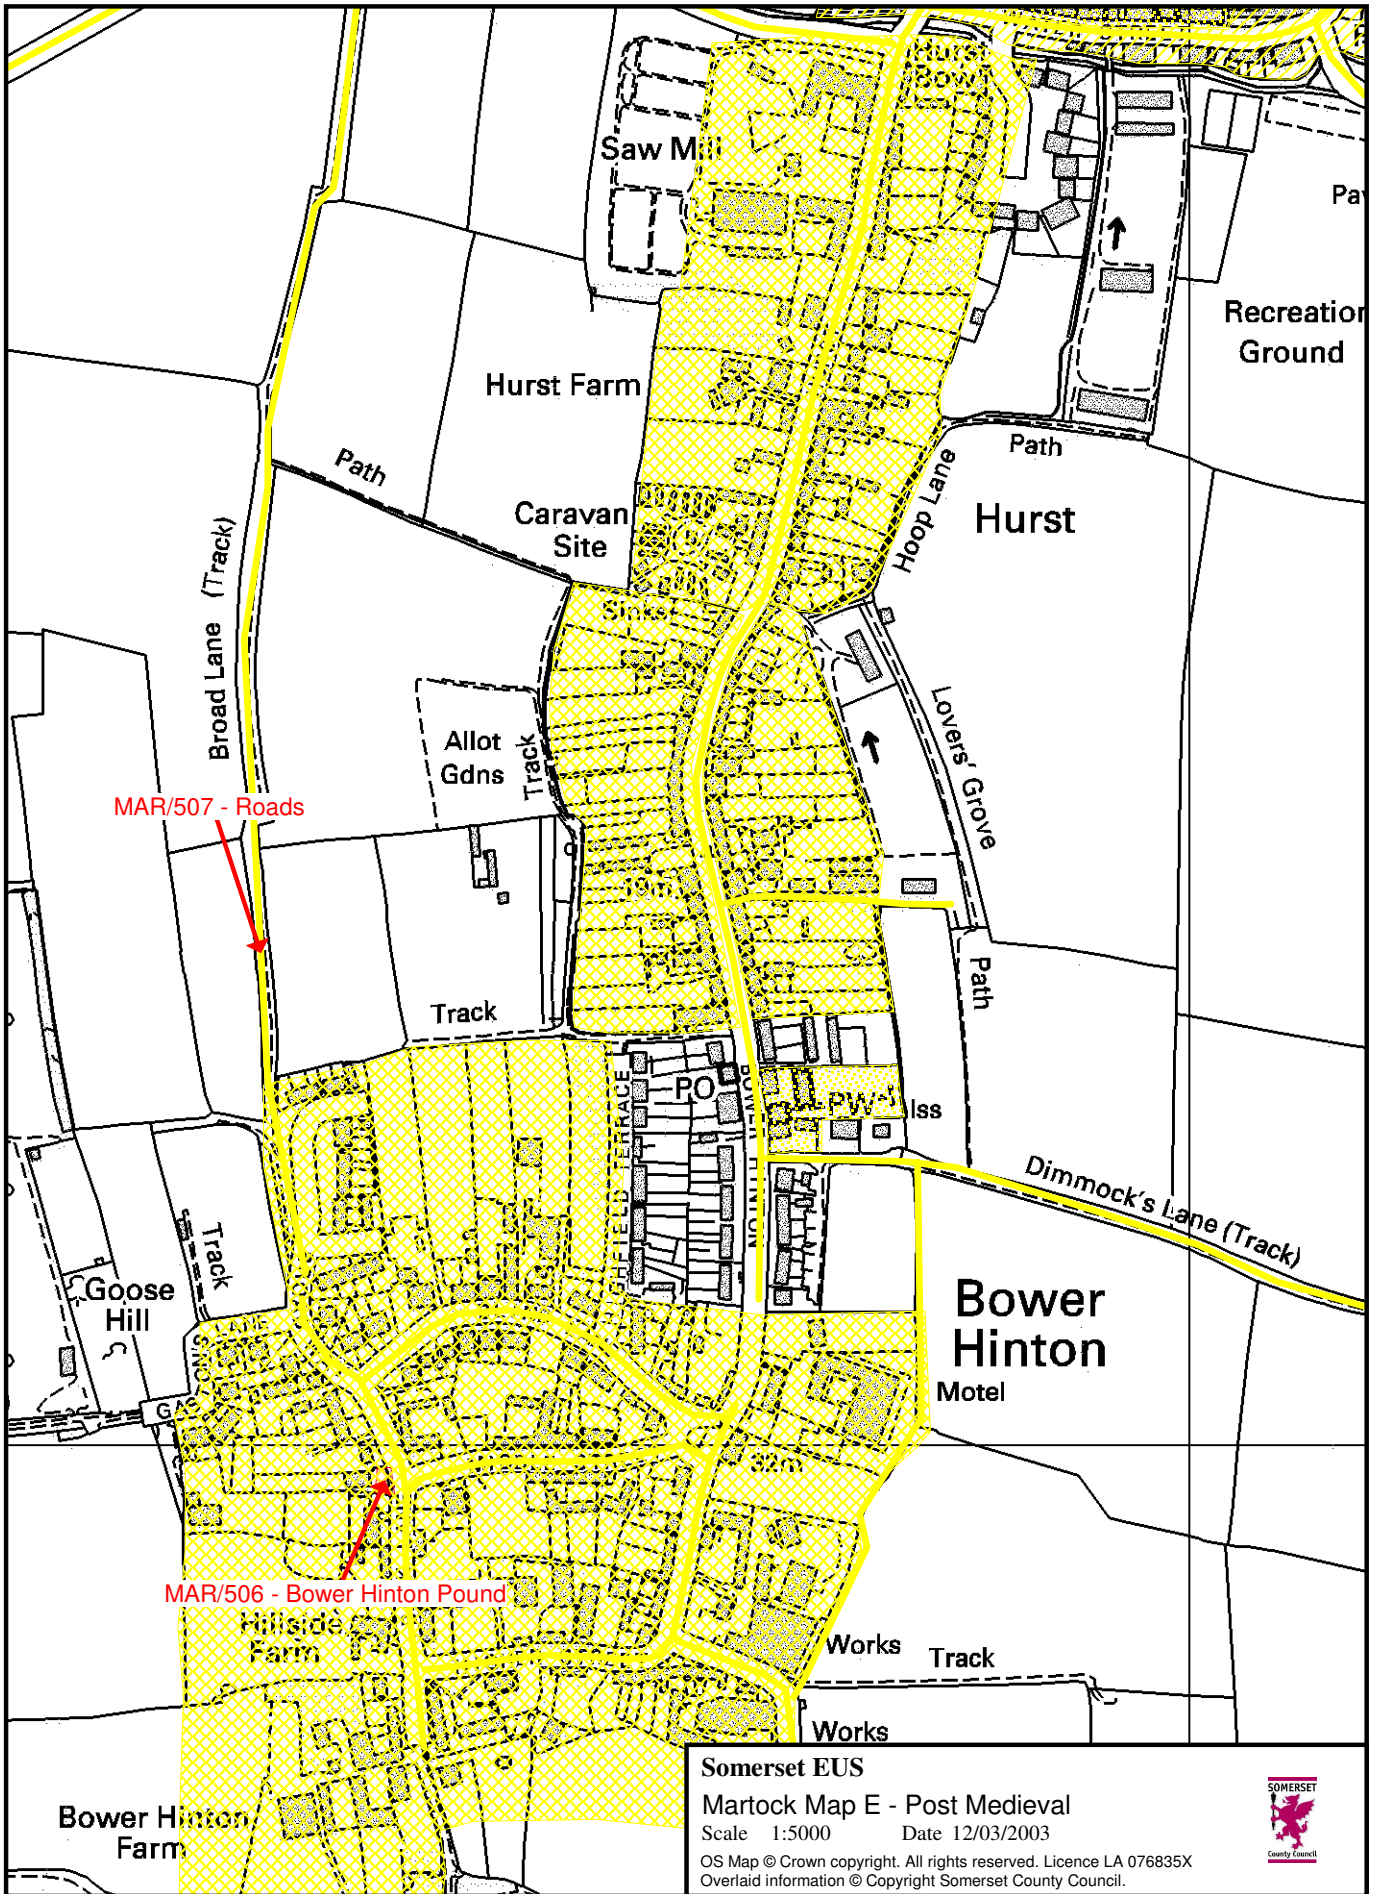 Saw Mill
Pav
Recreation
Ground
Hurst Farm
Path
Path
Hoop Lane
Hurst
Caravan
Site
Broad Lane (Track)
Allot
Gdns
Track
Lovers' Grove
MAR/507 - Roads
Path
Track
PO
PW
Iss
BOWER HINTON
Dimmock's Lane (Track)
Track
Goose
Hill
Bower
Hinton
Motel
MAR/506 - Bower Hinton Pound
Hillside
Farm
Works
Track
Works
Bower Hinton
Farm
Somerset EUS
Martock Map E - Post Medieval
Scale 1:5000 Date 12/03/2003
OS Map © Crown copyright. All rights reserved. Licence LA 076835X
Overlaid information © Copyright Somerset County Council.
SOMERSET
County Council